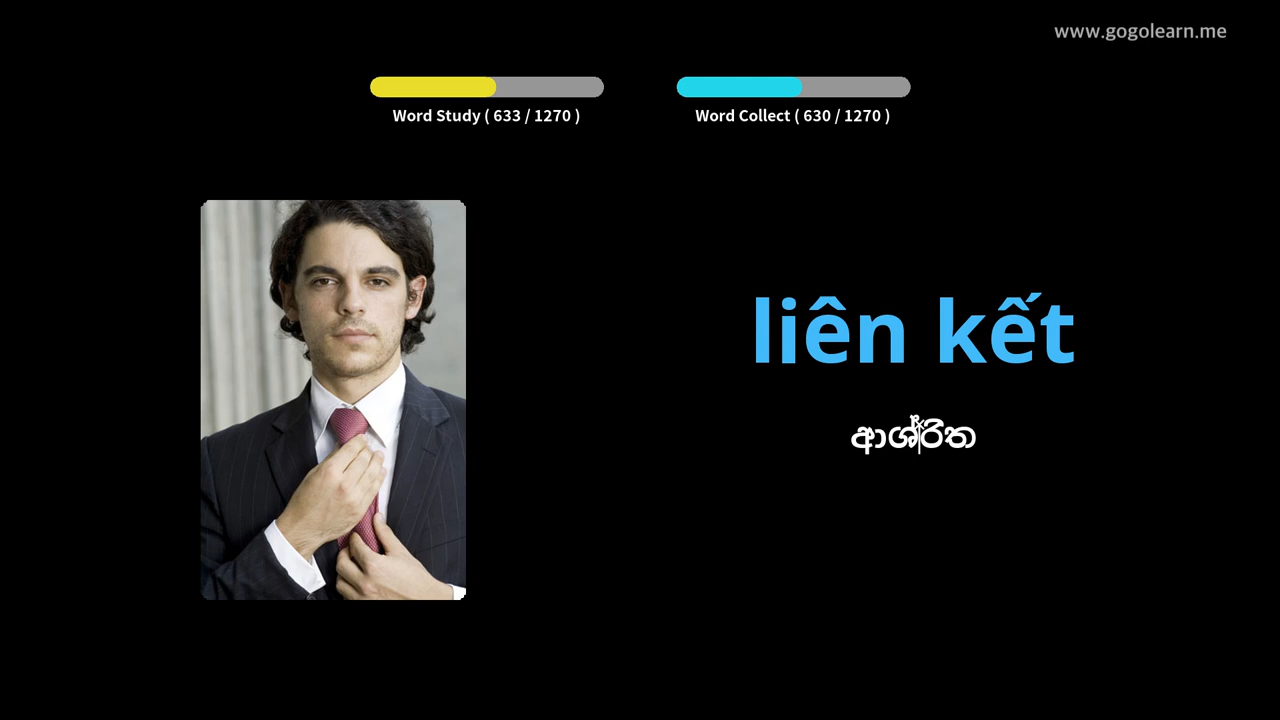 www.gogolearn.me
Word Study ( 633 / 1270 )
Word Collect ( 630 / 1270 )
liên kết
ආශ්‍රිත